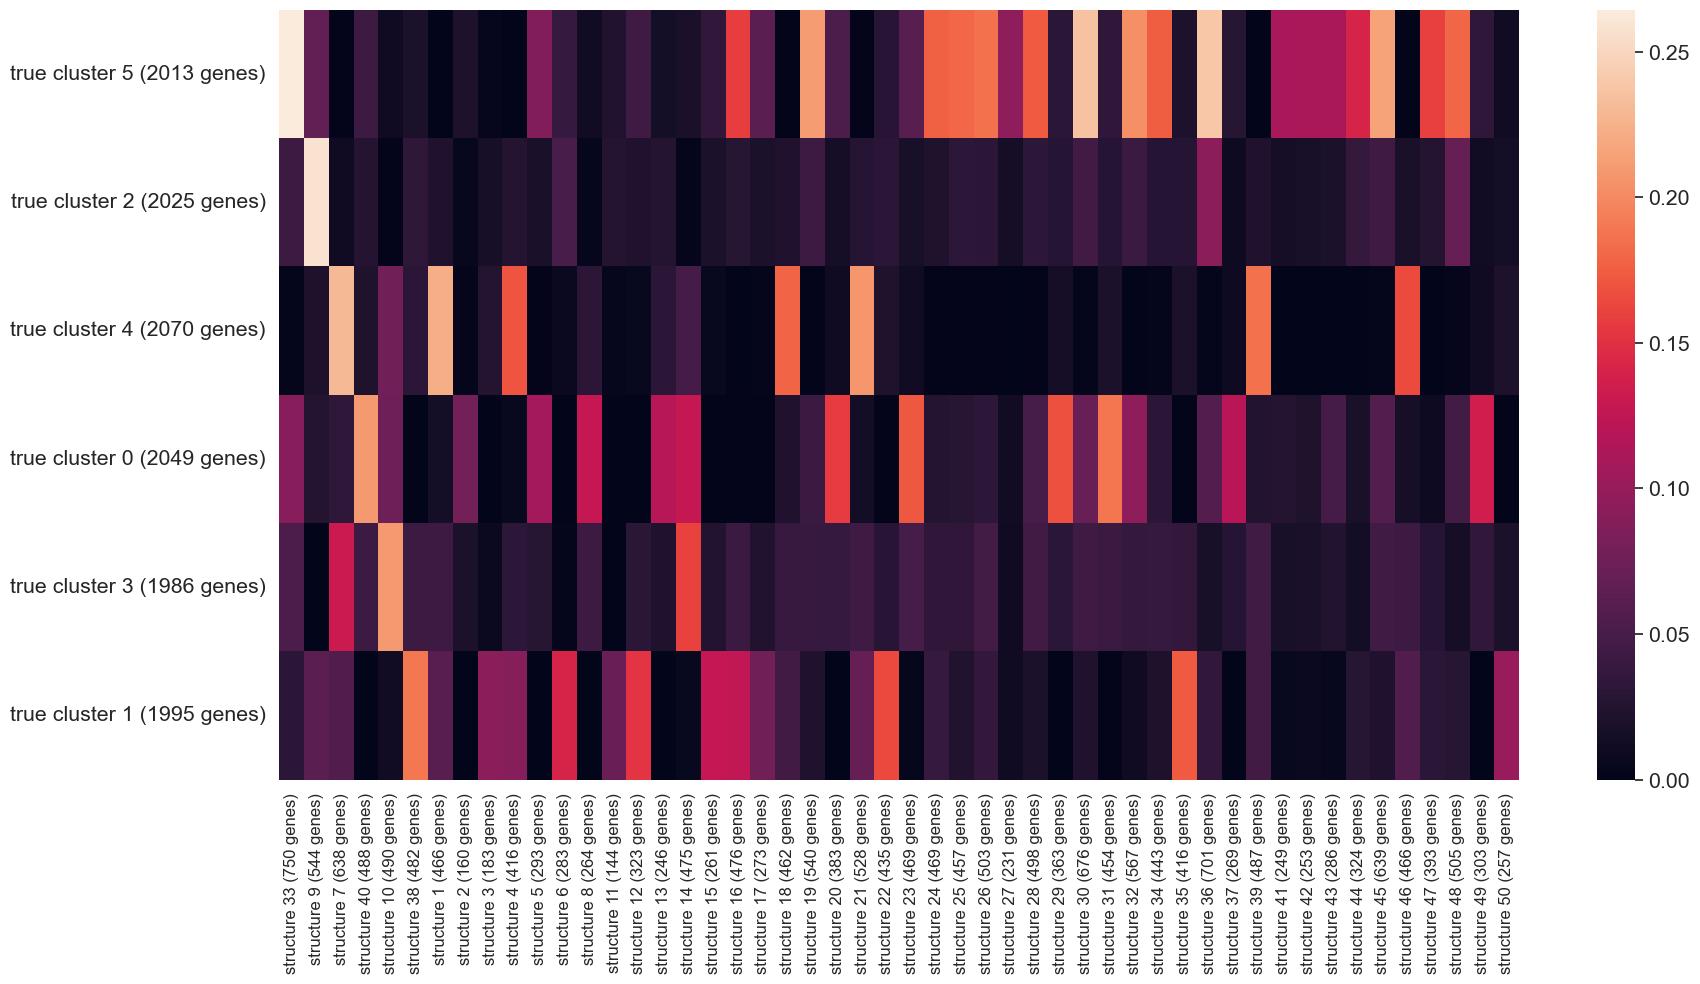 true cluster 5 (2013 genes)
true cluster 2 (2025 genes)
true cluster 4 (2070 genes)
true cluster 0 (2049 genes)
true cluster 3 (1986 genes)
true cluster 1 (1995 genes)
0.25
0.20
0.15
0.10
0.05
0.00
structure 33 (750 genes)
structure 9 (544 genes)
structure 7 (638 genes)
structure 40 (488 genes)
structure 10 (490 genes)
structure 38 (482 genes)
structure 1 (466 genes)
structure 2 (160 genes)
structure 3 (183 genes)
structure 4 (416 genes)
structure 5 (293 genes)
structure 6 (283 genes)
structure 8 (264 genes)
structure 11 (144 genes)
structure 12 (323 genes)
structure 13 (246 genes)
structure 14 (475 genes)
structure 15 (261 genes)
structure 16 (476 genes)
structure 17 (273 genes)
structure 18 (462 genes)
structure 19 (540 genes)
structure 20 (383 genes)
structure 21 (528 genes)
structure 22 (435 genes)
structure 23 (469 genes)
structure 24 (469 genes)
structure 25 (457 genes)
structure 26 (503 genes)
structure 27 (231 genes)
structure 28 (498 genes)
structure 29 (363 genes)
structure 30 (676 genes)
structure 31 (454 genes)
structure 32 (567 genes)
structure 34 (443 genes)
structure 35 (416 genes)
structure 36 (701 genes)
structure 37 (269 genes)
structure 39 (487 genes)
structure 41 (249 genes)
structure 42 (253 genes)
structure 43 (286 genes)
structure 44 (324 genes)
structure 45 (639 genes)
structure 46 (466 genes)
structure 47 (393 genes)
structure 48 (505 genes)
structure 49 (303 genes)
structure 50 (257 genes)